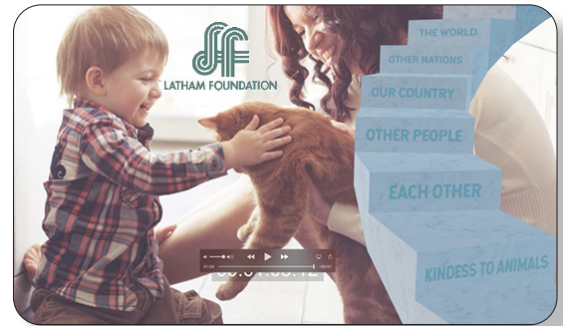 LATHAM FOUNDATION
THE WORLD
OTHER NATIONS
OUR COUNTRY
OTHER PEOPLE
EACH OTHER
KINDESS TO ANIMALS